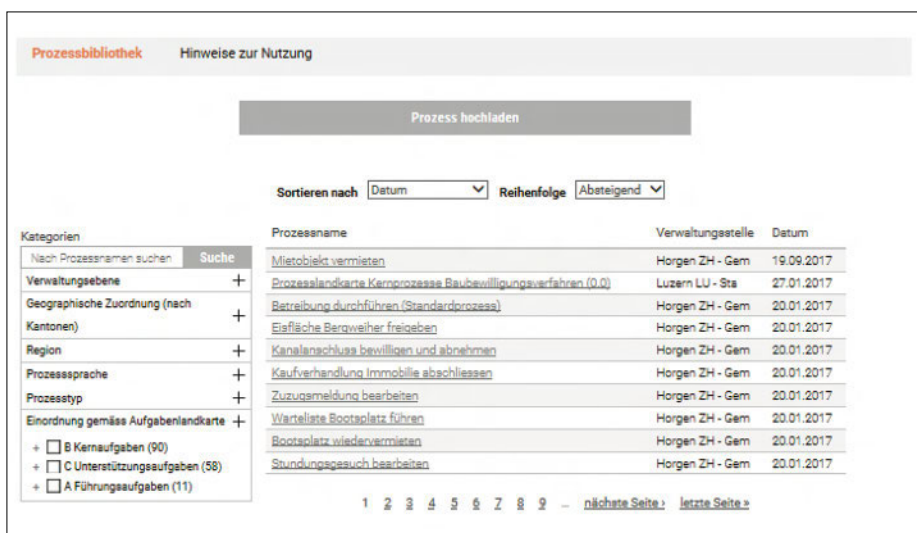 Prozessbibliothek Hinweise zur Nutzung
Prozess hochladen
Sortieren nach Datum Reihenfolge Absteigend
Kategorien
Nach Prozessnamen suchen Suche
Verwaltungsebene +
Geographische Zuordnung (nach
Kantonen) +
Region +
Prozesssprache +
Prozesstyp +
Einordnung gemäss Aufgabenlandkarte +
+ B Kernaufgaben (90)
+ C Unterstützungsaufgaben (58)
+ A Führungsaufgaben (11)
Prozessname Verwaltungsstelle Datum
Mietobjekt vermieten Horgen ZH - Gem 19.09.2017
Prozesslandkarte Kernprozesse Baubewilligungsverfahren (0.0) Luzern LU - Sta 27.01.2017
Betreibung durchführen (Standardprozess) Horgen ZH - Gem 20.01.2017
Eisfläche Bergweiher freigeben Horgen ZH - Gem 20.01.2017
Kanalanschluss bewilligen und abnehmen Horgen ZH - Gem 20.01.2017
Kaufverhandlung Immobilie abschliessen Horgen ZH - Gem 20.01.2017
Zuzugsmeldung bearbeiten Horgen ZH - Gem 20.01.2017
Warteliste Bootsplatz führen Horgen ZH - Gem 20.01.2017
Bootsplatz wiedervermieten Horgen ZH - Gem 20.01.2017
Stundungsgesuch bearbeiten Horgen ZH - Gem 20.01.2017
1 2 3 4 5 6 7 8 9 … nächste Seite › letzte Seite »